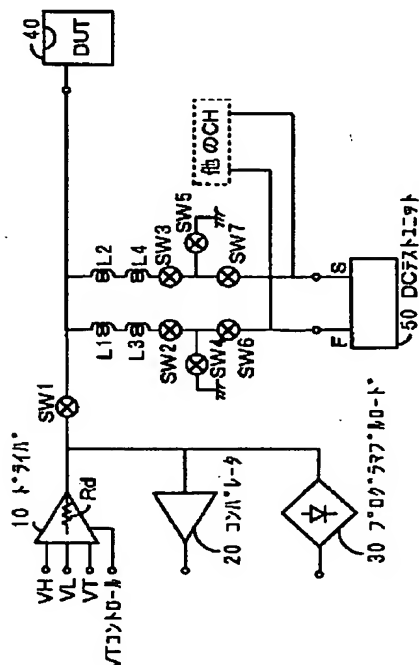 40
DUT
他のCH
L2
L4
SW3
SW5
SW7
L1
L3
SW2
SW4
SW6
S
F
50 DCテストユニット
SW1
10 ドライバ
Rd
VH
VL
VT
VTコントロール
20 コンパレータ
30 プログラマブルロード